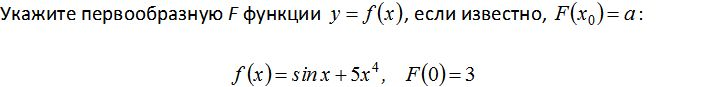 Укажите первообразную F функции y = f(x), если известно, F(x₀) = a :
f(x) = sin x + 5x⁴, F(0) = 3